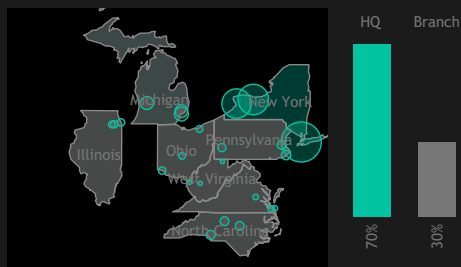 HQ Branch
Michigan
New York
Pennsylvania
Ohio
Illinois
West Virginia
North Carolina
70%
30%